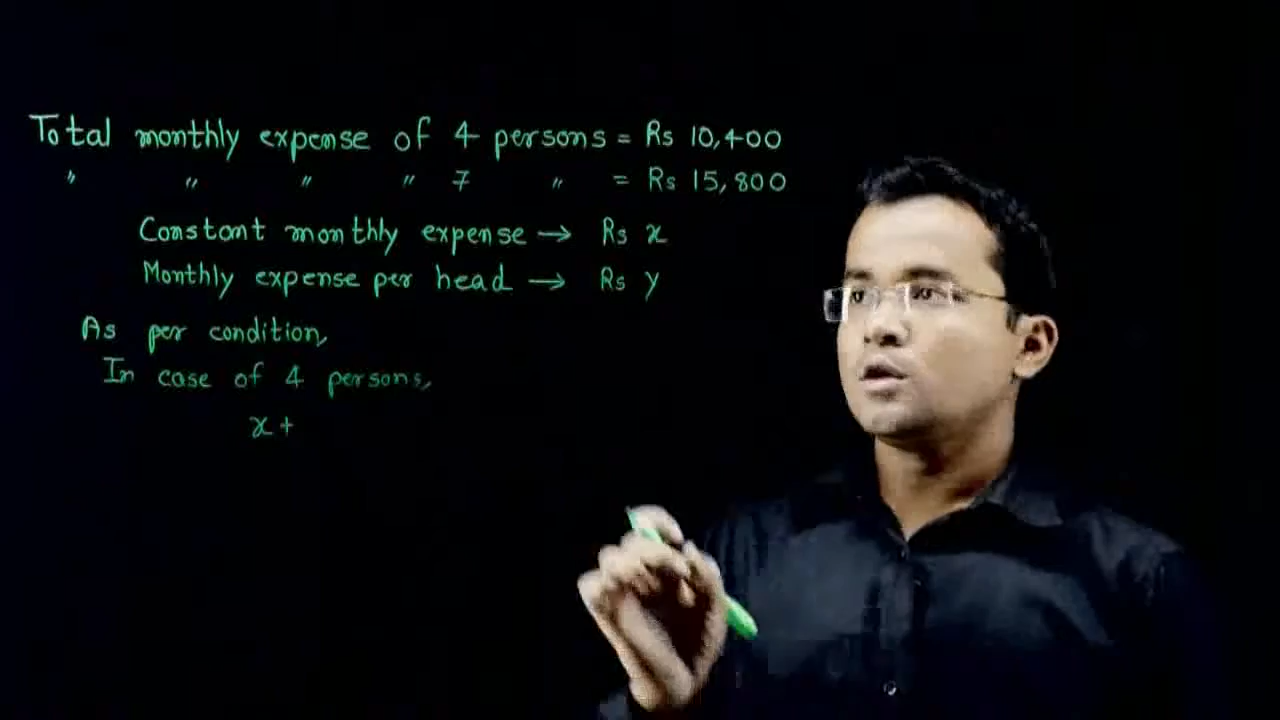 Total monthly expense of 4 persons = Rs 10,400
" " " " 7 " = Rs 15,800
Constant monthly expense → Rs x
Monthly expense per head → Rs y
As per condition,
In case of 4 persons,
x +